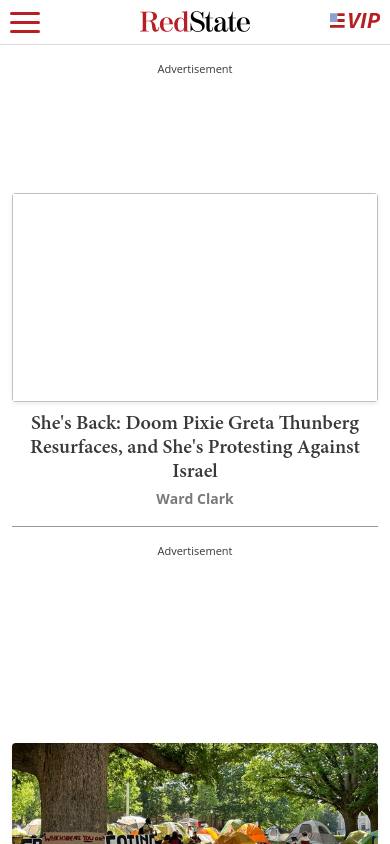 RedState
VIP
Advertisement
She's Back: Doom Pixie Greta Thunberg
Resurfaces, and She's Protesting Against
Israel
Ward Clark
Advertisement